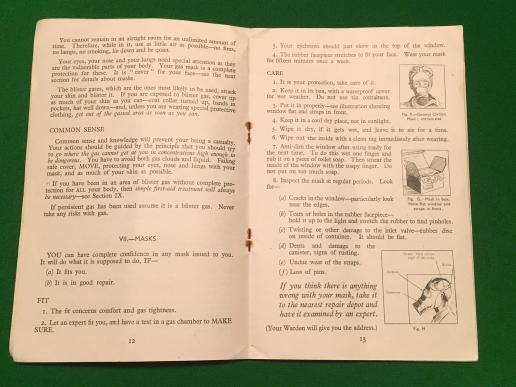 You cannot remain in an airtight room for an unlimited amount of
time. Therefore, while in it, use as little air as possible—no fires,
no lamps, no smoking, lie down and be quiet.
Your eyes, your nose and your lungs need special attention as they
are the vulnerable parts of your body. Your gas mask is a complete
protection for these. It is "cover" for your face—see the next
section for details about masks.
The blister gases, which are the ones most likely to be used, attack
your skin and blister it. If you are exposed to blister gas, cover up
as much of your skin as you can—coat collar turned up, hands in
pockets, hat well down—and, unless you are wearing special protective
clothing, get out of the gassed area as soon as you can.
COMMON SENSE
Common sense and knowledge will prevent your being a casualty.
Your actions should be guided by the principle that you should try
to go where the gas cannot get at you in concentrations high enough to
be dangerous. You have to avoid both gas clouds and liquid. Failing
safe cover, MOVE, protecting your eyes, nose and lungs with your
mask, and as much of your skin as possible.
If you have been in an area of blister gas without complete pro-
tection for ALL your body, then simple first-aid treatment will always
be necessary—see Section IX.
If persistent gas has been used assume it is a blister gas. Never
take any risks with gas.
VII.—MASKS
YOU can have complete confidence in any mask issued to you.
It will do what it is supposed to do, IF—
(a) It fits you.
(b) It is in good repair.
FIT
1. The fit concerns comfort and gas tightness.
2. Let an expert fit you, and have a test in a gas chamber to MAKE
SURE.
12
3. Your eyebrows should just show in the top of the window.
4. The rubber facepiece stretches to fit your face. Wear your mask
for fifteen minutes once a week.
CARE
1. It is your protection, take care of it.
2. Keep it in its box, with a waterproof cover
for wet weather. Do not use tin containers.
3. Put it in properly—see illustration showing
window flat and straps in front.
4. Keep it in a cool dry place, not in sunlight.
5. Wipe it dry, if it gets wet, and leave it to air for a time.
6. Wipe out the inside with a clean rag immediately after wearing.
7. Anti-dim the window after using ready for
the next time. To do this wet one finger and
rub it on a piece of toilet soap. Then smear the
inside of the window with the soapy finger. Do
not put on too much soap.
8. Inspect the mask at regular periods. Look
for—
(a) Cracks in the window—particularly look
near the edges.
(b) Tears or holes in the rubber facepiece—
hold it up to the light and stretch the rubber to find pinholes.
(c) Twisting or other damage to the inlet valve—rubber disc
on inside of container. It should be flat.
(d) Dents and damage to the
canister, signs of rusting.
(e) Undue wear of the straps.
(f) Loss of pins.
If you think there is anything
wrong with your mask, take it
to the nearest repair depot and
have it examined by an expert.
(Your Warden will give you the address.)
Fig. H
13